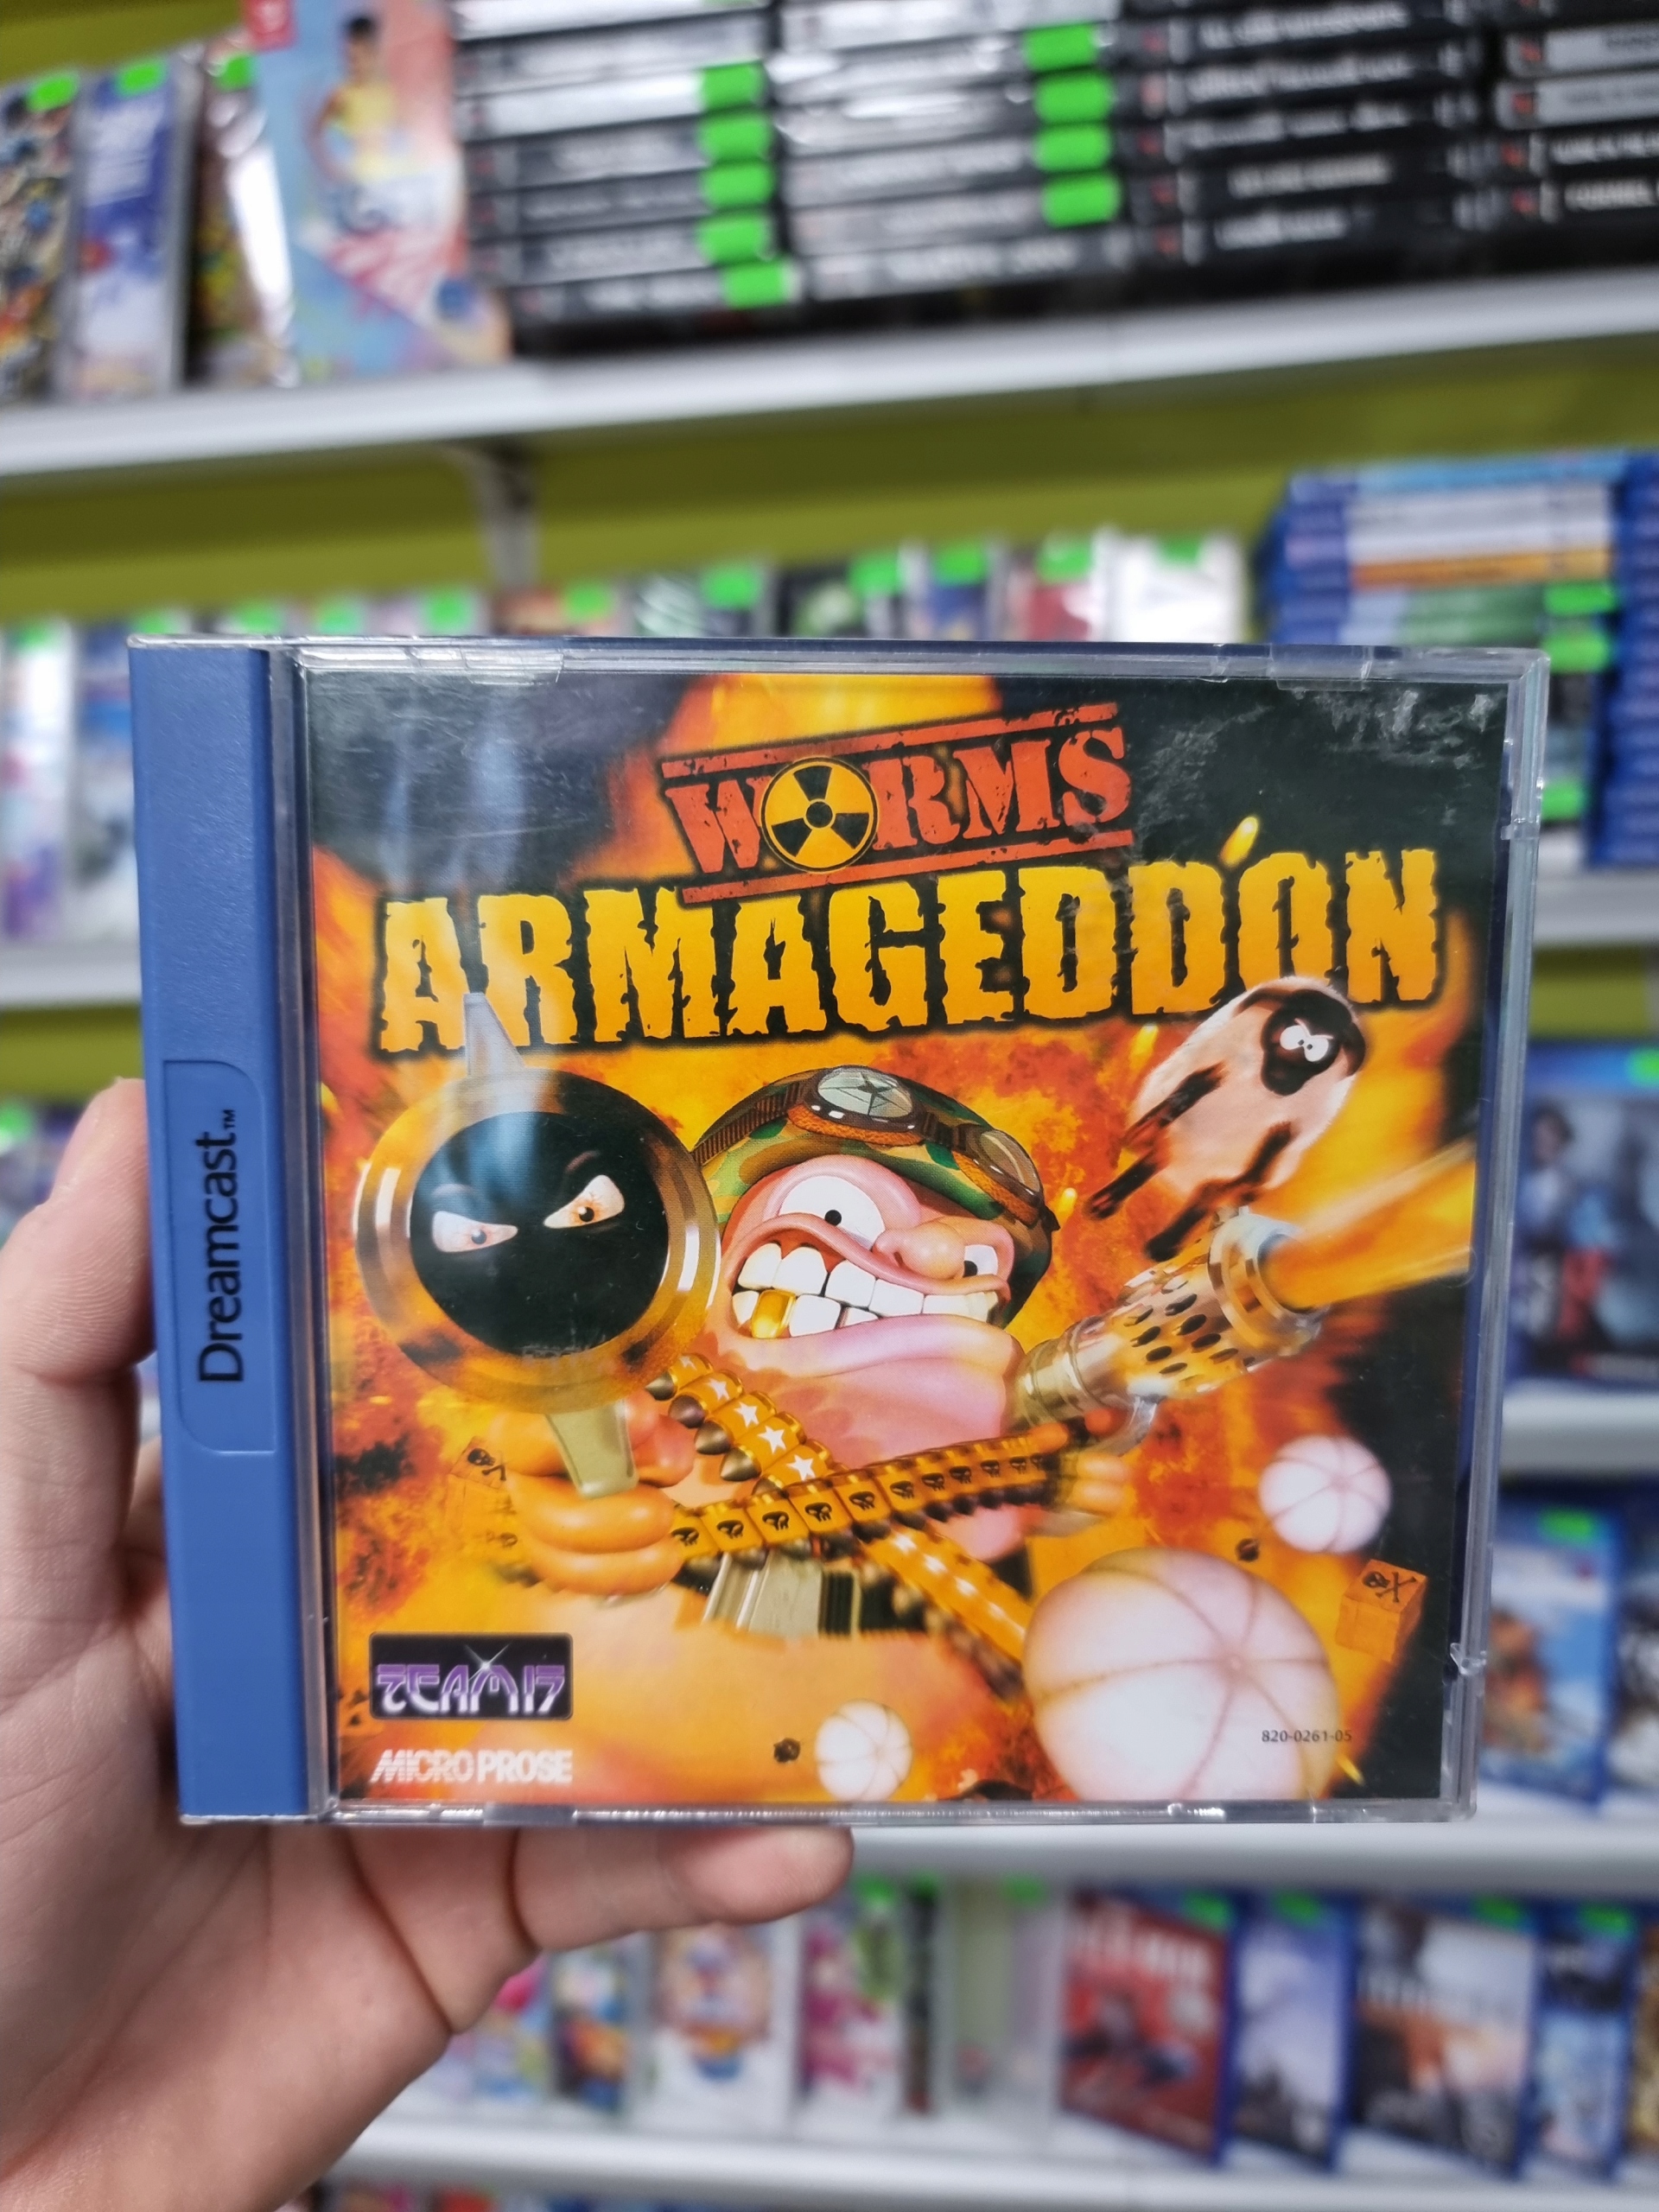 WORMS
ARMAGEDDON
Dreamcast™
TEAM17
MICROPROSE
820-0261-05